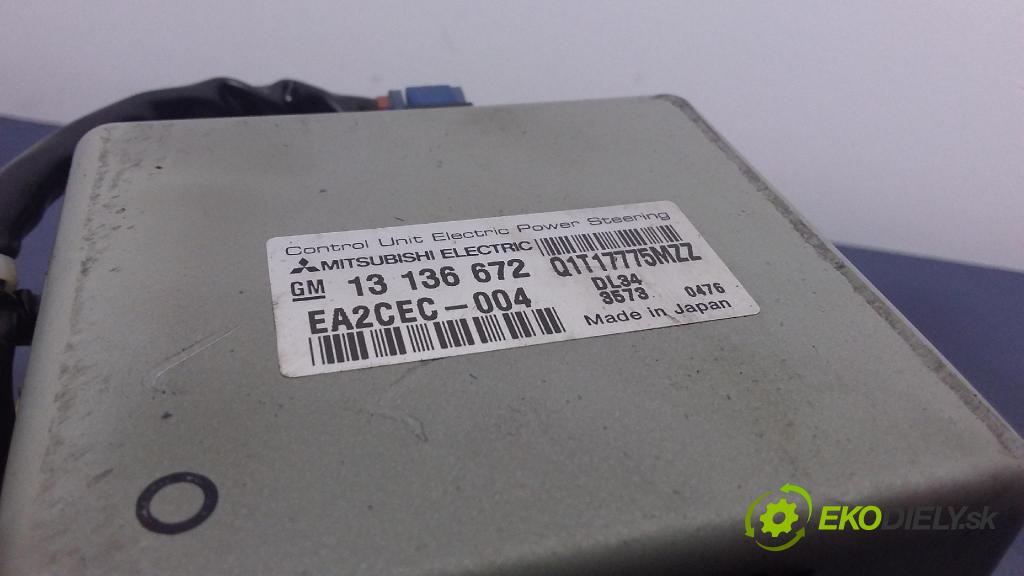 Control Unit Electric Power Steering
MITSUBISHI ELECTRIC
GM 13 136 672
Q1T17775MZZ
EA2CEC-004
DL34
3573 0476
Made in Japan
EKODIELY.sk